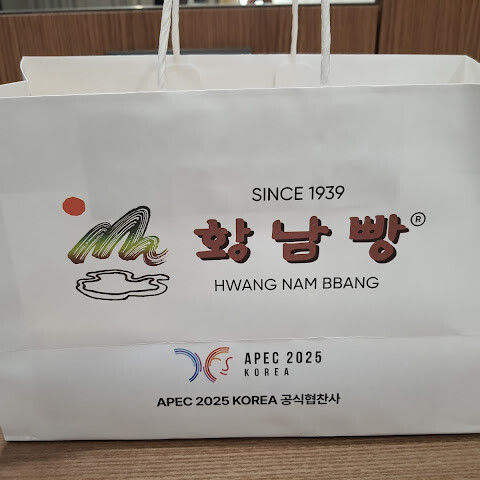 SINCE 1939
황남빵®
HWANG NAM BBANG
APEC 2025
KOREA
APEC 2025 KOREA 공식협찬사